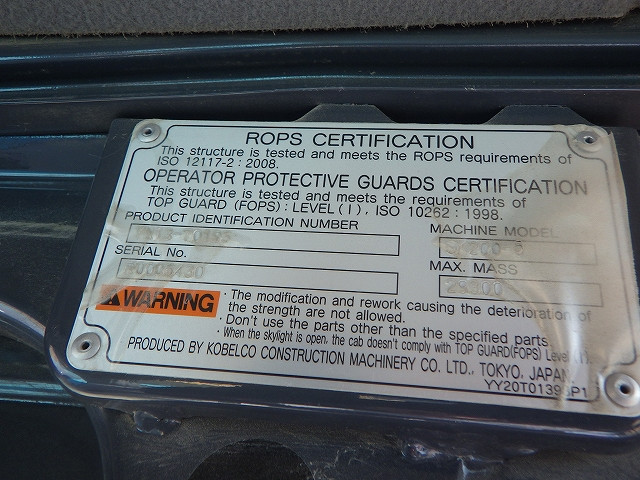 ROPS CERTIFICATION
This structure is tested and meets the ROPS requirements of
ISO 12117-2 : 2008.
OPERATOR PROTECTIVE GUARDS CERTIFICATION
This structure is tested and meets the requirements of
TOP GUARD (FOPS) : LEVEL (I), ISO 10262 : 1998.
PRODUCT IDENTIFICATION NUMBER
MACHINE MODEL
SERIAL No.
MAX. MASS
WARNING
· The modification and rework causing the deterioration of
the strength are not allowed.
· Don't use the parts other than the specified parts.
· When the skylight is open, the cab doesn't comply with TOP GUARD(FOPS) Level
PRODUCED BY KOBELCO CONSTRUCTION MACHINERY CO. LTD., TOKYO, JAPAN.